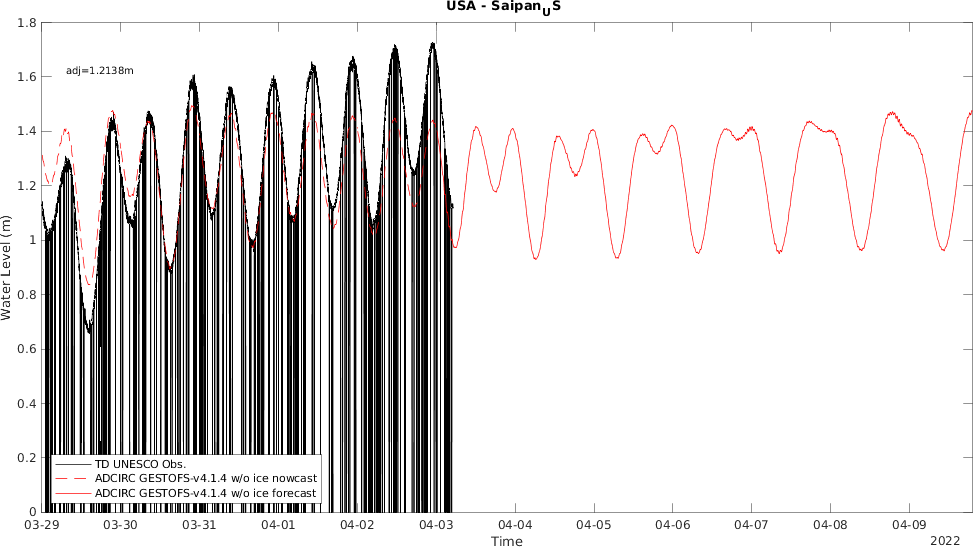 USA - SaipanUS
1.8
1.6
1.4
1.2
1
0.8
0.6
0.4
0.2
0
Water Level (m)
adj=1.2138m
TD UNESCO Obs.
ADCIRC GESTOFS-v4.1.4 w/o ice nowcast
ADCIRC GESTOFS-v4.1.4 w/o ice forecast
03-29 03-30 03-31 04-01 04-02 04-03 04-04 04-05 04-06 04-07 04-08 04-09
Time
2022